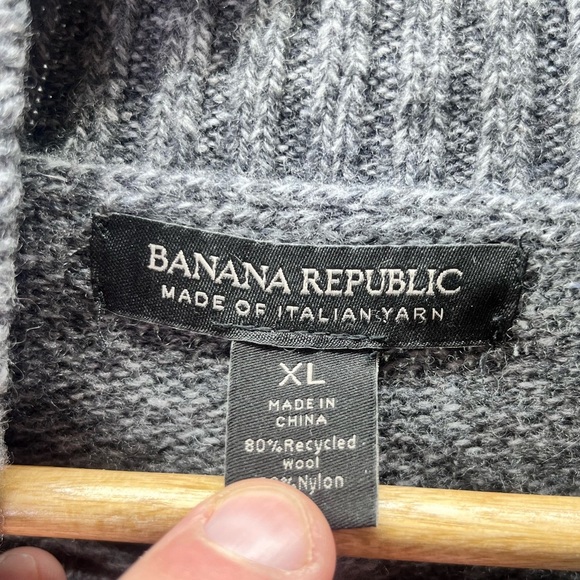 BANANA REPUBLIC
MADE OF ITALIAN YARN
XL
MADE IN
CHINA
80%Recycled
wool
%Nylon